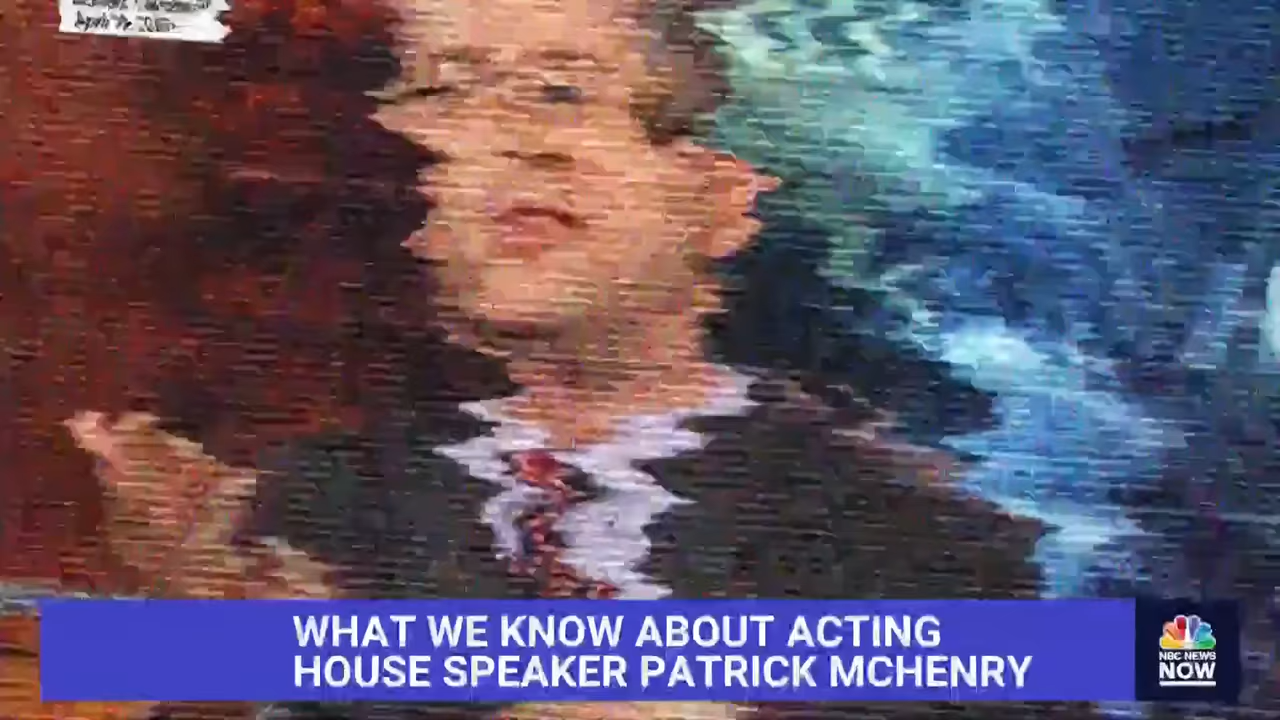 WHAT WE KNOW ABOUT ACTING
HOUSE SPEAKER PATRICK MCHENRY
NBC NEWS
NOW